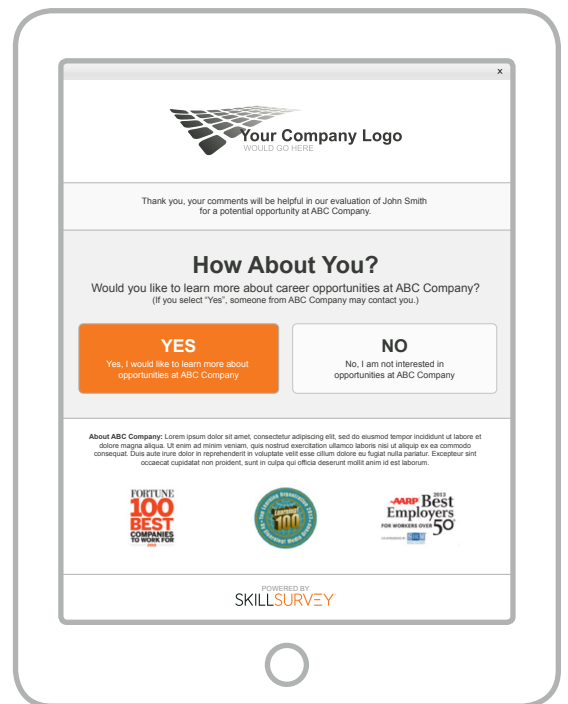 x
Your Company Logo
WOULD GO HERE
Thank you, your comments will be helpful in our evaluation of John Smith
for a potential opportunity at ABC Company.
How About You?
Would you like to learn more about career opportunities at ABC Company?
(If you select “Yes”, someone from ABC Company may contact you.)
YES
Yes, I would like to learn more about
opportunities at ABC Company
NO
No, I am not interested in
opportunities at ABC Company
About ABC Company: Lorem ipsum dolor sit amet, consectetur adipiscing elit, sed do eiusmod tempor incididunt ut labore et
dolore magna aliqua. Ut enim ad minim veniam, quis nostrud exercitation ullamco laboris nisi ut aliquip ex ea commodo
consequat. Duis aute irure dolor in reprehenderit in voluptate velit esse cillum dolore eu fugiat nulla pariatur. Excepteur sint
occaecat cupidatat non proident, sunt in culpa qui officia deserunt mollit anim id est laborum.
FORTUNE
100
BEST
COMPANIES
TO WORK FOR
Learning!
100
2013
AARP Best
Employers
FOR WORKERS OVER 50
POWERED BY
SKILLSURVEY